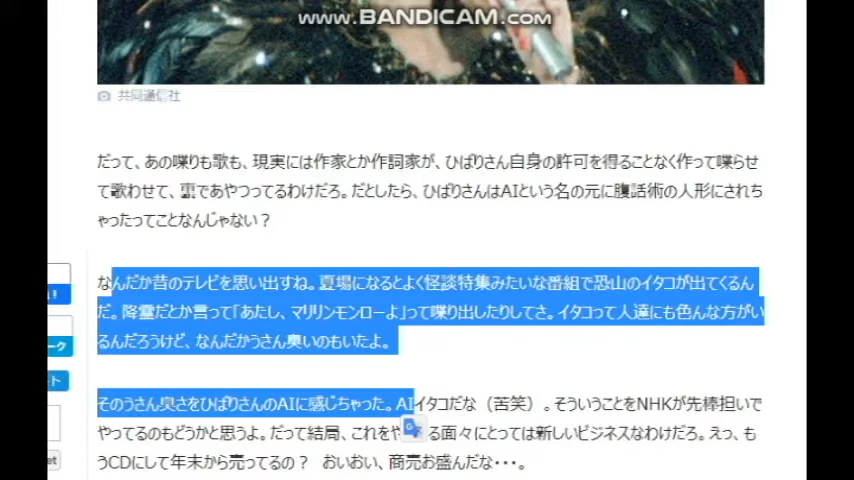 www.BANDICAM.com
共同通信社
だって、あの喋りも歌も、現実には作家とか作詞家が、ひばりさん自身の許可を得ることなく作って喋らせ
て歌わせて、裏であやつってるわけだろ。だとしたら、ひばりさんはAIという名の元に腹話術の人形にされち
ゃったってことなんじゃない？
なんだか昔のテレビを思い出すね。夏場になるとよく怪談特集みたいな番組で恐山のイタコが出てくるん
だ。降霊だとか言って「あたし、マリリンモンローよ」って喋り出したりしてさ。イタコって人達にも色んな方がい
るんだろうけど、なんだかうさん臭いのもいたよ。
そのうさん臭さをひばりさんのAIに感じちゃった。AIイタコだな（苦笑）。そういうことをNHKが先棒担いで
やってるのもどうかと思うよ。だって結局、これをや る面々にとっては新しいビジネスなわけだろ。えっ、も
うCDにして年末から売ってるの？ おいおい、商売お盛んだな・・・。